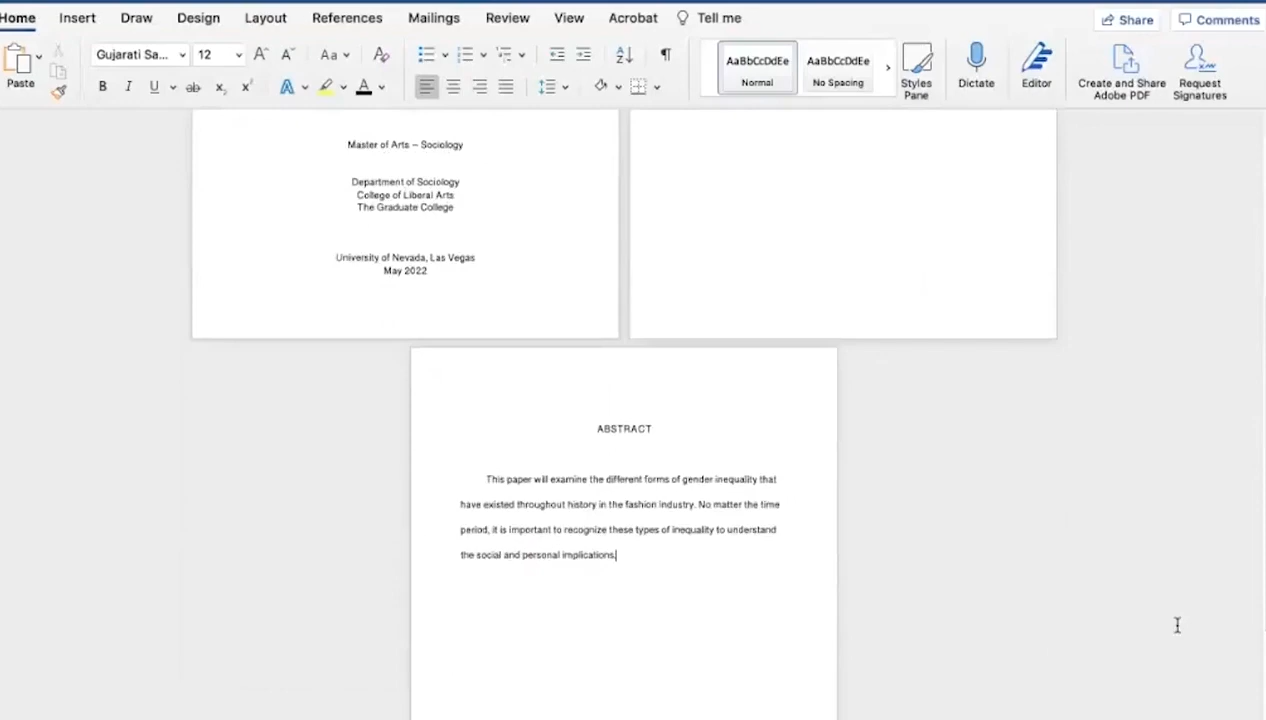 Home Insert Draw Design Layout References Mailings Review View Acrobat Tell me Share Comments
Gujarati Sa... 12 Aa AaBbCcDdEe AaBbCcDdEe
Paste B I U ab x₂ x² A A Normal No Spacing Styles Pane Dictate Editor Create and Share Adobe PDF Request Signatures
Master of Arts – Sociology
Department of Sociology
College of Liberal Arts
The Graduate College
University of Nevada, Las Vegas
May 2022
ABSTRACT
This paper will examine the different forms of gender inequality that
have existed throughout history in the fashion industry. No matter the time
period, it is important to recognize these types of inequality to understand
the social and personal implications.